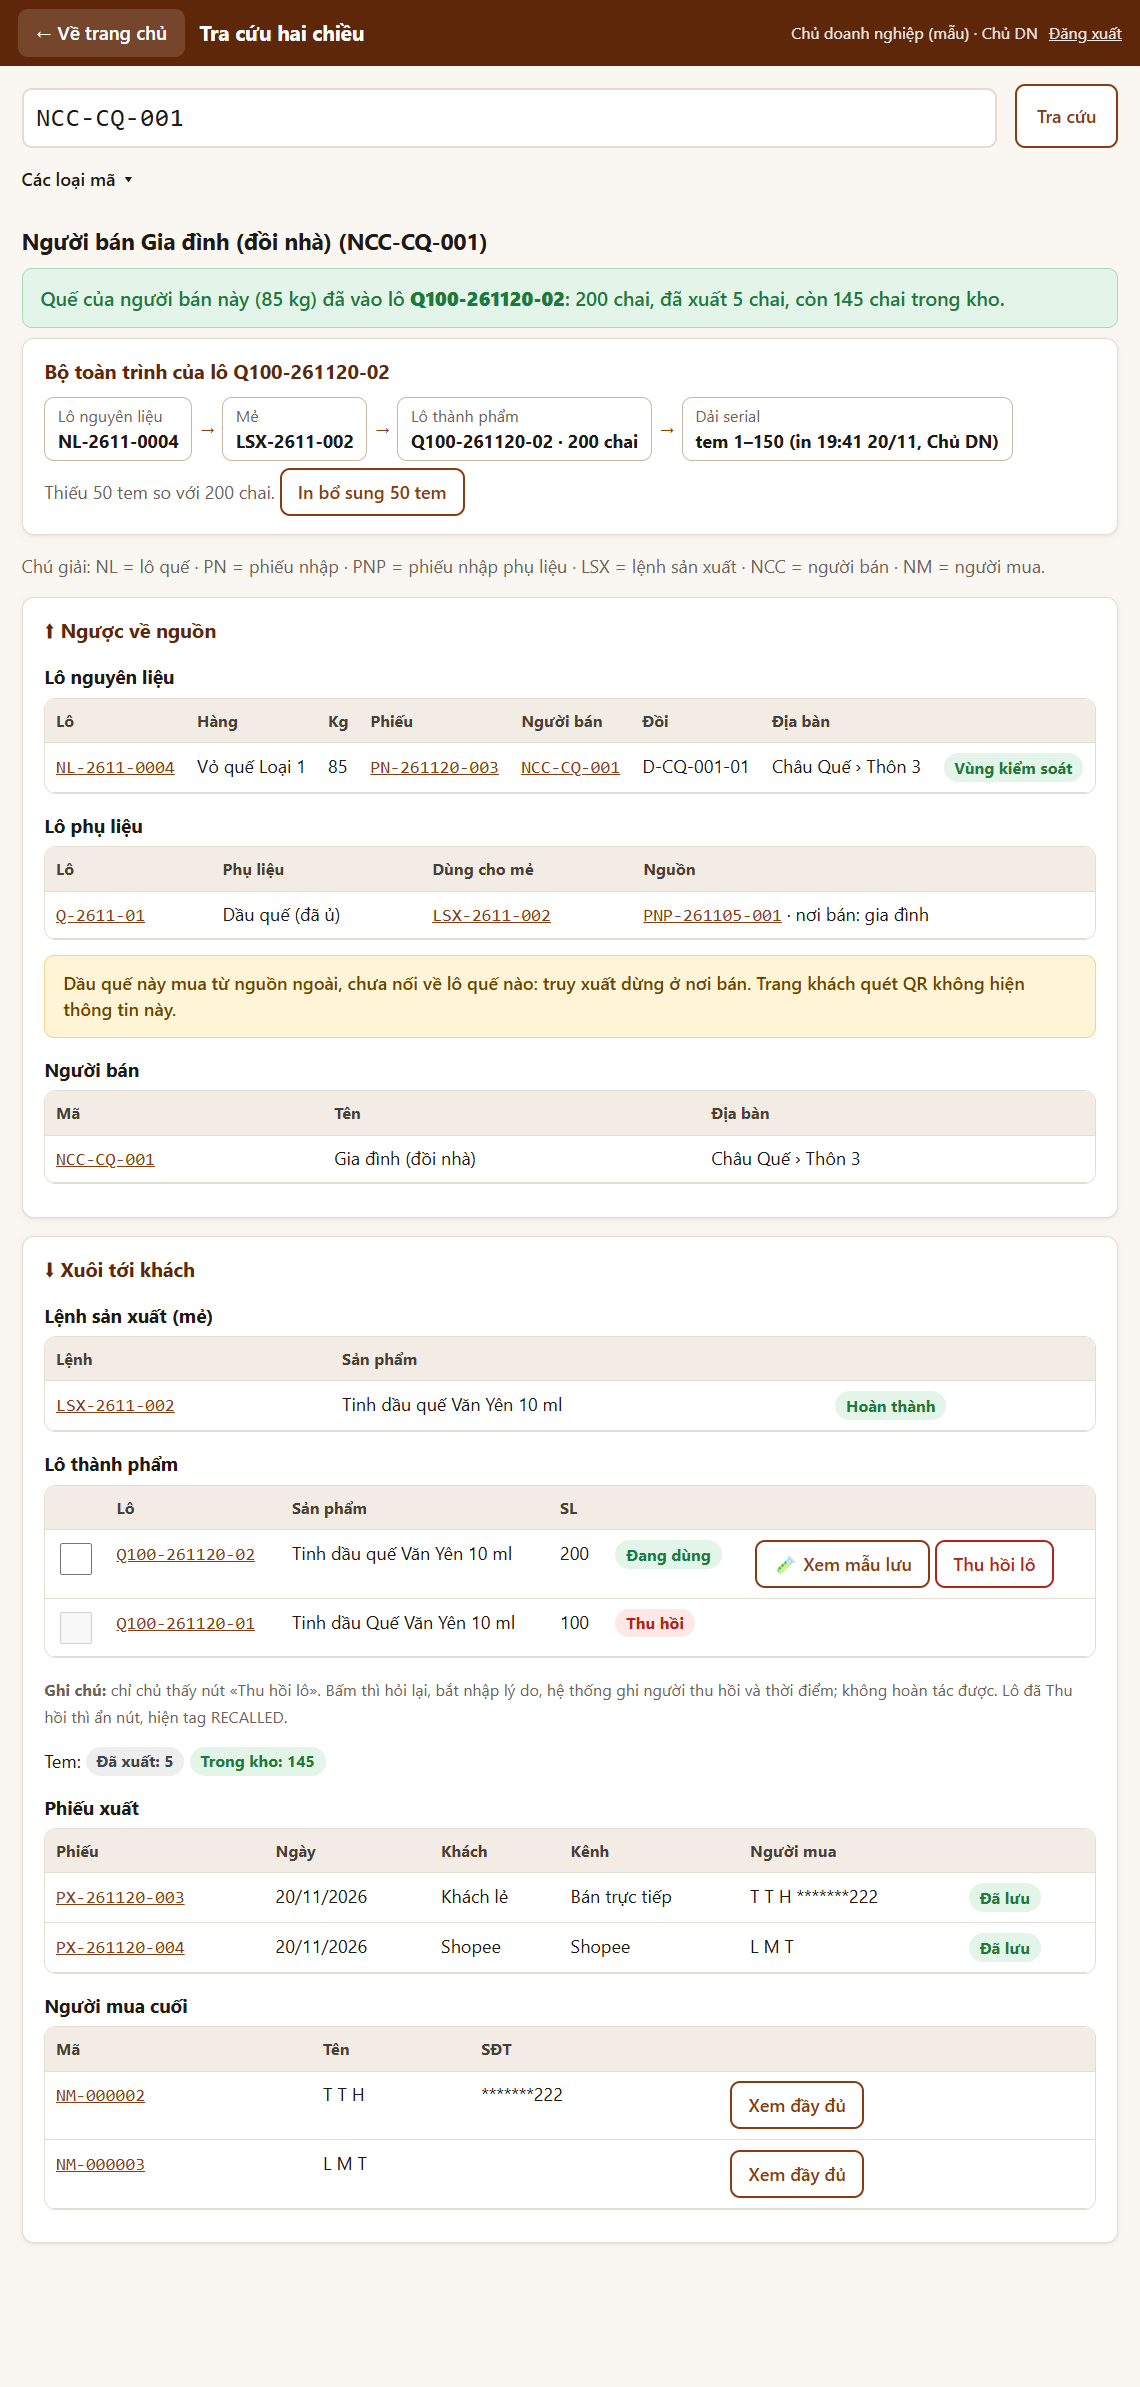 ← Về trang chủ
Tra cứu hai chiều
Chủ doanh nghiệp (mẫu) · Chủ DN Đăng xuất
NCC-CQ-001
Tra cứu
Các loại mã ▾
Người bán Gia đình (đồi nhà) (NCC-CQ-001)
Quế của người bán này (85 kg) đã vào lô Q100-261120-02: 200 chai, đã xuất 5 chai, còn 145 chai trong kho.
Bộ toàn trình của lô Q100-261120-02
Lô nguyên liệu
NL-2611-0004
→
Mẻ
LSX-2611-002
→
Lô thành phẩm
Q100-261120-02 · 200 chai
→
Dải serial
tem 1–150 (in 19:41 20/11, Chủ DN)
Thiếu 50 tem so với 200 chai. In bổ sung 50 tem
Chú giải: NL = lô quế · PN = phiếu nhập · PNP = phiếu nhập phụ liệu · LSX = lệnh sản xuất · NCC = người bán · NM = người mua.
⬆ Ngược về nguồn
Lô nguyên liệu
Lô Hàng Kg Phiếu Người bán Đồi Địa bàn
NL-2611-0004 Vỏ quế Loại 1 85 PN-261120-003 NCC-CQ-001 D-CQ-001-01 Châu Quế › Thôn 3 Vùng kiểm soát
Lô phụ liệu
Lô Phụ liệu Dùng cho mẻ Nguồn
Q-2611-01 Dầu quế (đã ủ) LSX-2611-002 PNP-261105-001 · nơi bán: gia đình
Dầu quế này mua từ nguồn ngoài, chưa nối về lô quế nào: truy xuất dừng ở nơi bán. Trang khách quét QR không hiện
thông tin này.
Người bán
Mã Tên Địa bàn
NCC-CQ-001 Gia đình (đồi nhà) Châu Quế › Thôn 3
⬇ Xuôi tới khách
Lệnh sản xuất (mẻ)
Lệnh Sản phẩm
LSX-2611-002 Tinh dầu quế Văn Yên 10 ml Hoàn thành
Lô thành phẩm
Lô Sản phẩm SL
Q100-261120-02 Tinh dầu quế Văn Yên 10 ml 200 Đang dùng 🧪 Xem mẫu lưu Thu hồi lô
Q100-261120-01 Tinh dầu Quế Văn Yên 10 ml 100 Thu hồi
Ghi chú: chỉ chủ thấy nút «Thu hồi lô». Bấm thì hỏi lại, bắt nhập lý do, hệ thống ghi người thu hồi và thời điểm; không hoàn tác được. Lô đã Thu
hồi thì ẩn nút, hiện tag RECALLED.
Tem: Đã xuất: 5 Trong kho: 145
Phiếu xuất
Phiếu Ngày Khách Kênh Người mua
PX-261120-003 20/11/2026 Khách lẻ Bán trực tiếp T T H *******222 Đã lưu
PX-261120-004 20/11/2026 Shopee Shopee L M T Đã lưu
Người mua cuối
Mã Tên SĐT
NM-000002 T T H *******222 Xem đầy đủ
NM-000003 L M T Xem đầy đủ